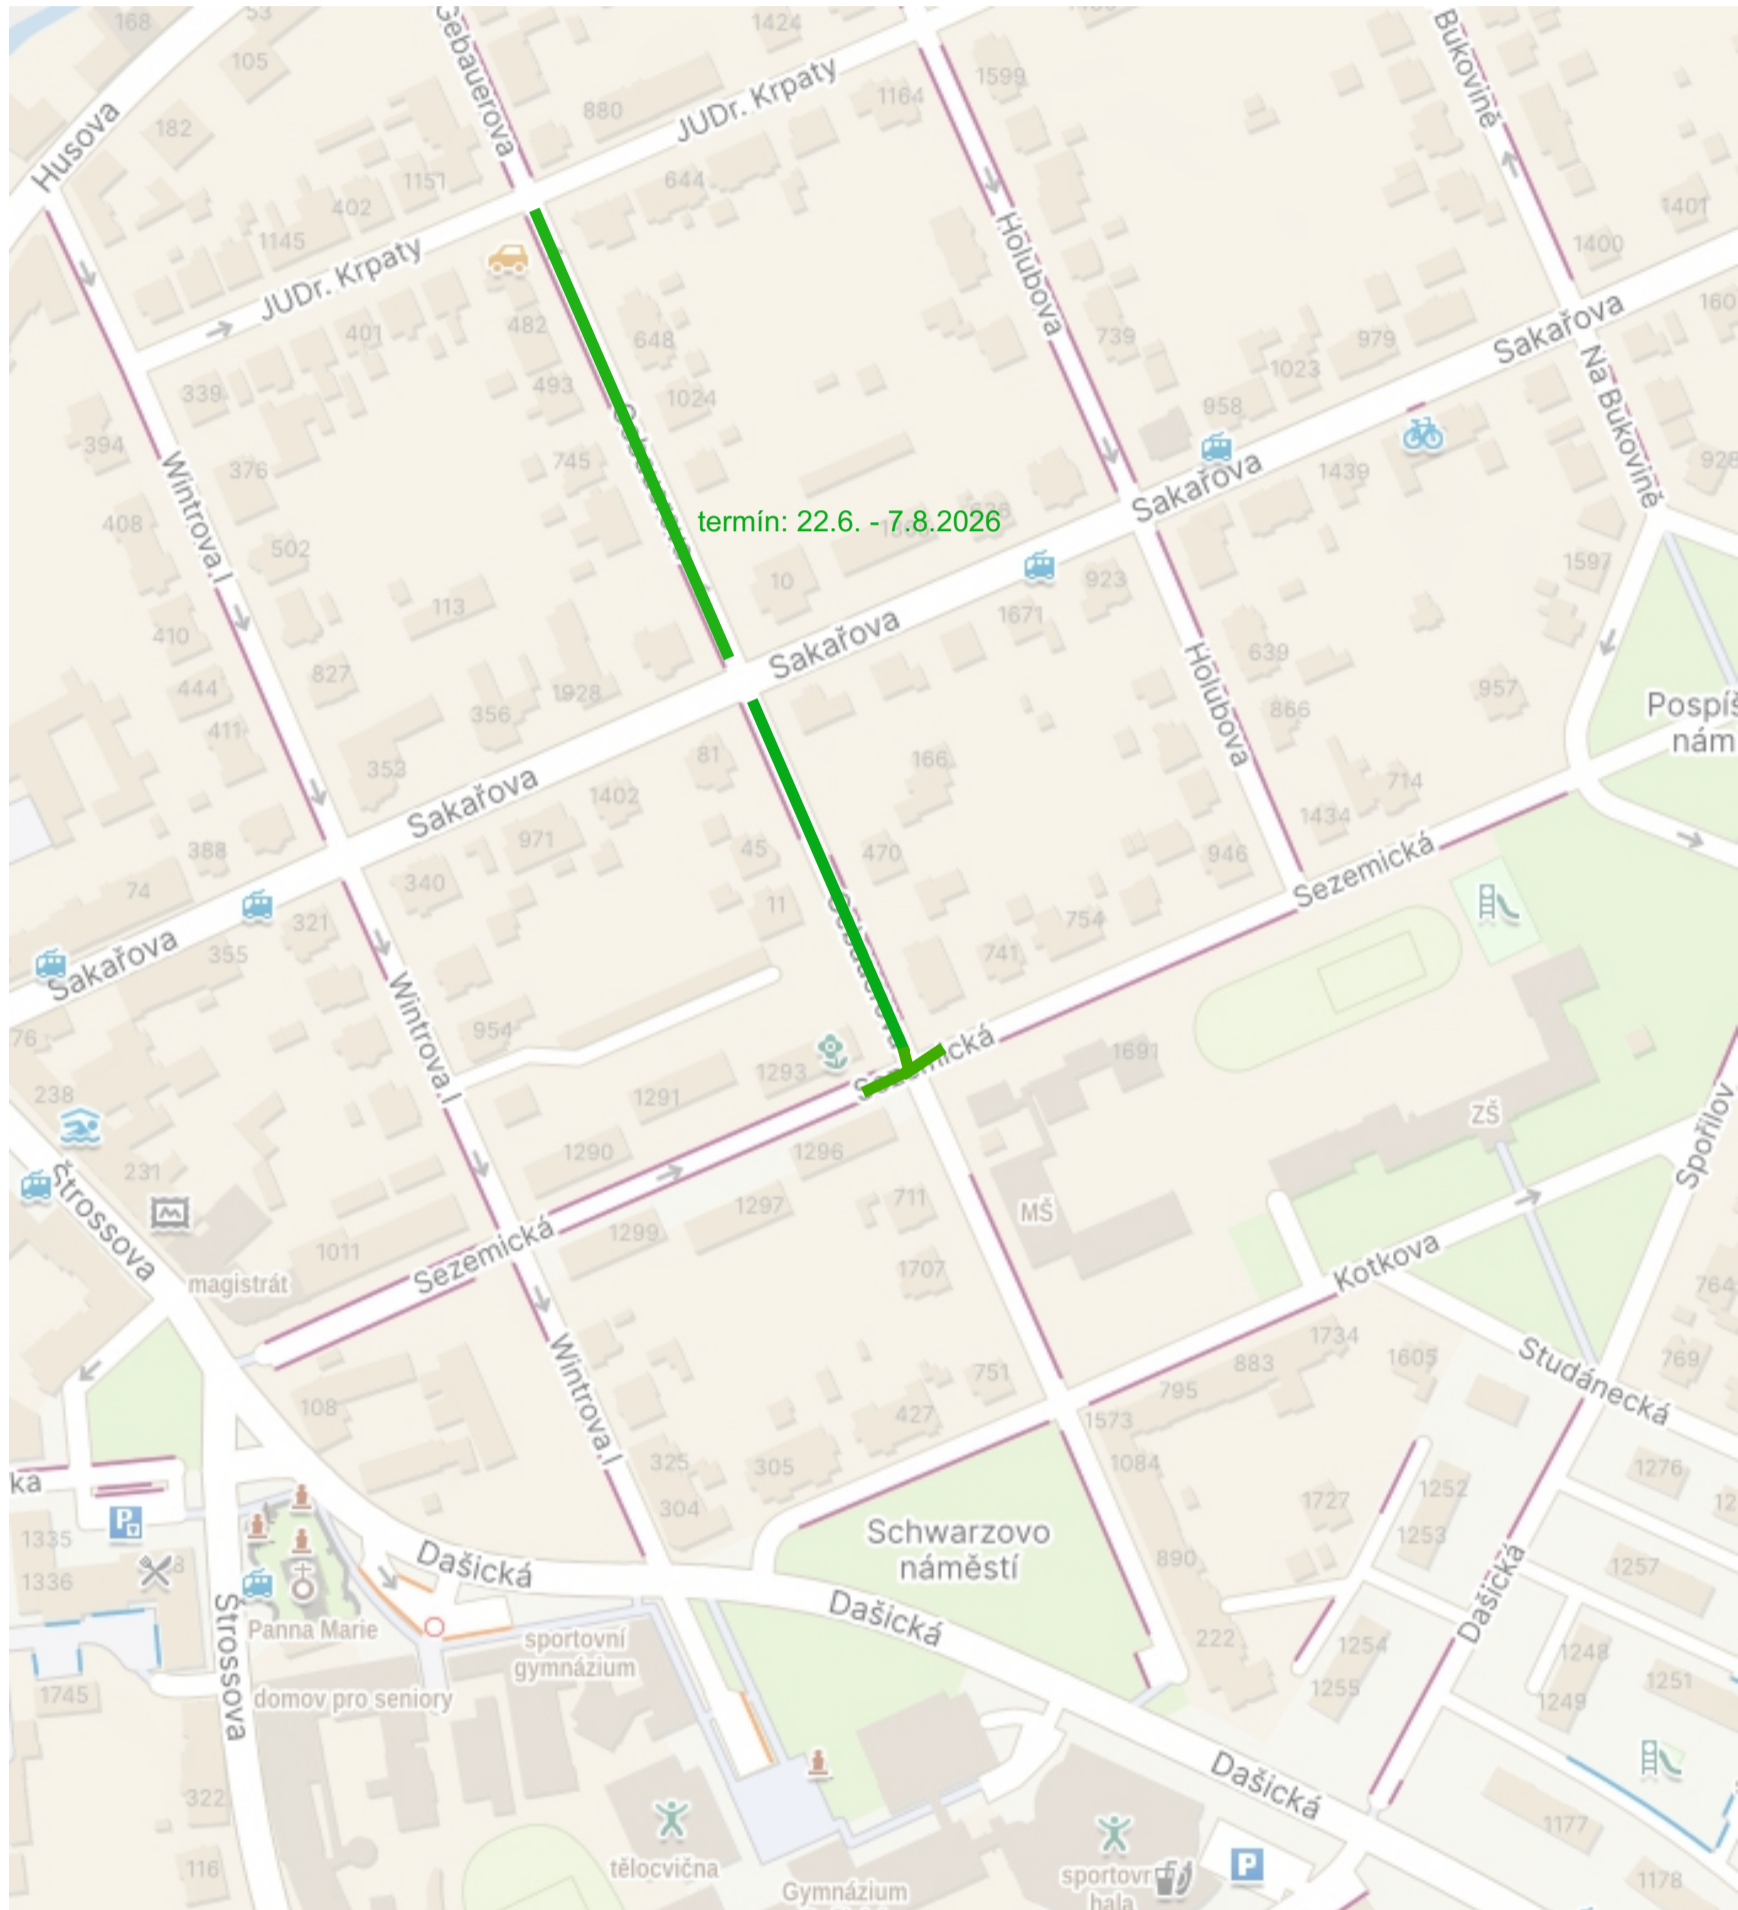 168
53
1424
105
Gebauerova
1599
Bukovině
182
880
JUDr. Krpaty
1164
Husova
1151
644
402
1401
1145
Holubova
1400
JUDr. Krpaty
401
482
648
739
979
Sakařova
160
339
493
1024
1023
Na Bukovině
394
958
376
745
1439
928
Wintrova I
Sakařova
408
termín: 22.6. - 7.8.2026
502
10
923
1597
113
1671
410
Sakařova
Holubova
639
827
444
1928
957
356
866
Pospíš
nám
411
353
81
166
714
Sakařova
1402
1434
971
388
45
470
946
Sezemická
340
74
11
754
321
Sakařova
355
741
Wintrova I
76
954
1691
1293
238
1291
ZŠ
Spořilov
231
1290
1296
Štrossova
711
MŠ
1297
1299
1011
Sezemická
Kotkova
magistrát
1707
764
Wintrova I
1734
883
1605
Studánecká
769
751
795
108
427
1573
325
305
1084
1276
ka
1252
304
1727
12
1335
Schwarzovo
náměstí
1253
890
1257
1336
Dašická
Dašická
Dašická
Štrossova
Panna Marie
sportovní
gymnázium
222
1254
1248
1745
domov pro seniory
1255
1251
1249
Dašická
322
1177
116
tělocvična
sportovr
hala
P
1178
Gymnázium